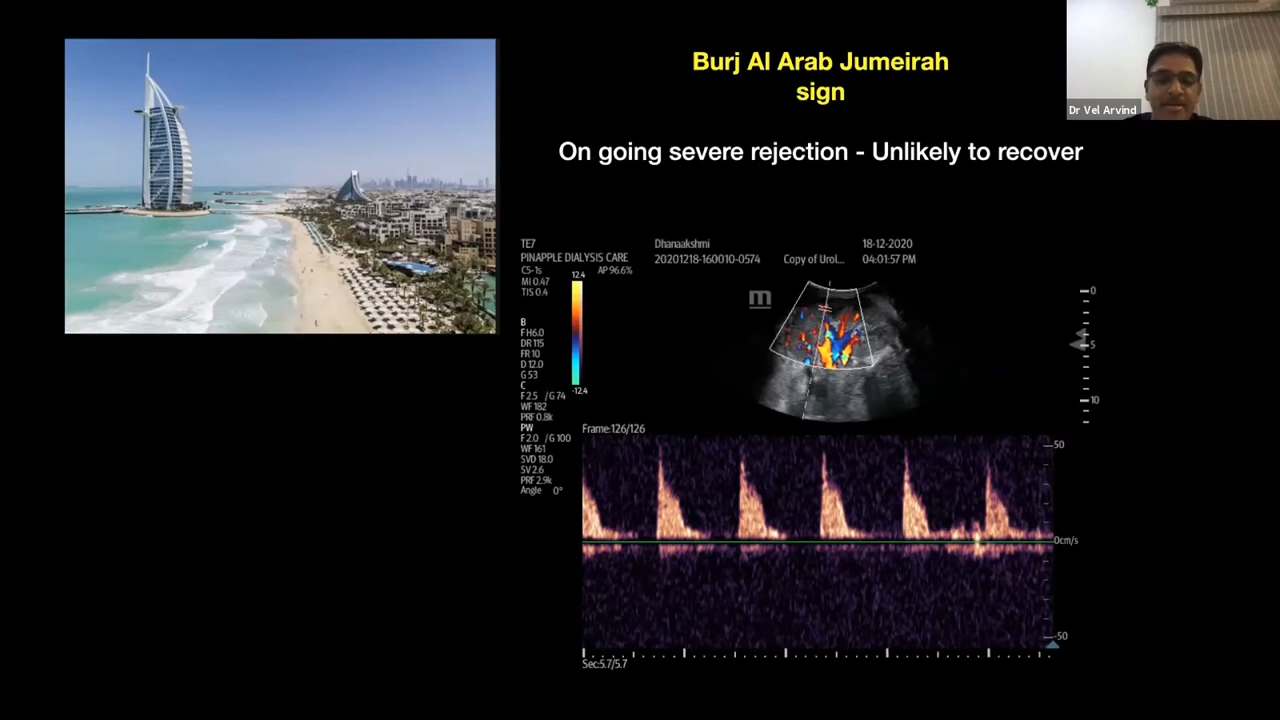 Burj Al Arab Jumeirah
sign
Dr Vel Arvind
On going severe rejection - Unlikely to recover
TE7
Dhanaakshmi
18-12-2020
PINAPPLE DIALYSIS CARE
20201218-160010-0574
Copy of Urol...
04:01:57 PM
C5-1s
AP 96.6%
MI 0.47
TIS 0.4
12.4
-12.4
m
B
F H6.0
DR 115
FR 10
D 12.0
G 53
C
F 2.5 / G 74
WF 182
PRF 0.8k
PW
F 2.0 / G 100
WF 161
SVD 18.0
SV 2.6
PRF 2.9k
Angle 0°
0
5
10
Frame:126/126
50
0cm/s
-50
Sec:5.7/5.7